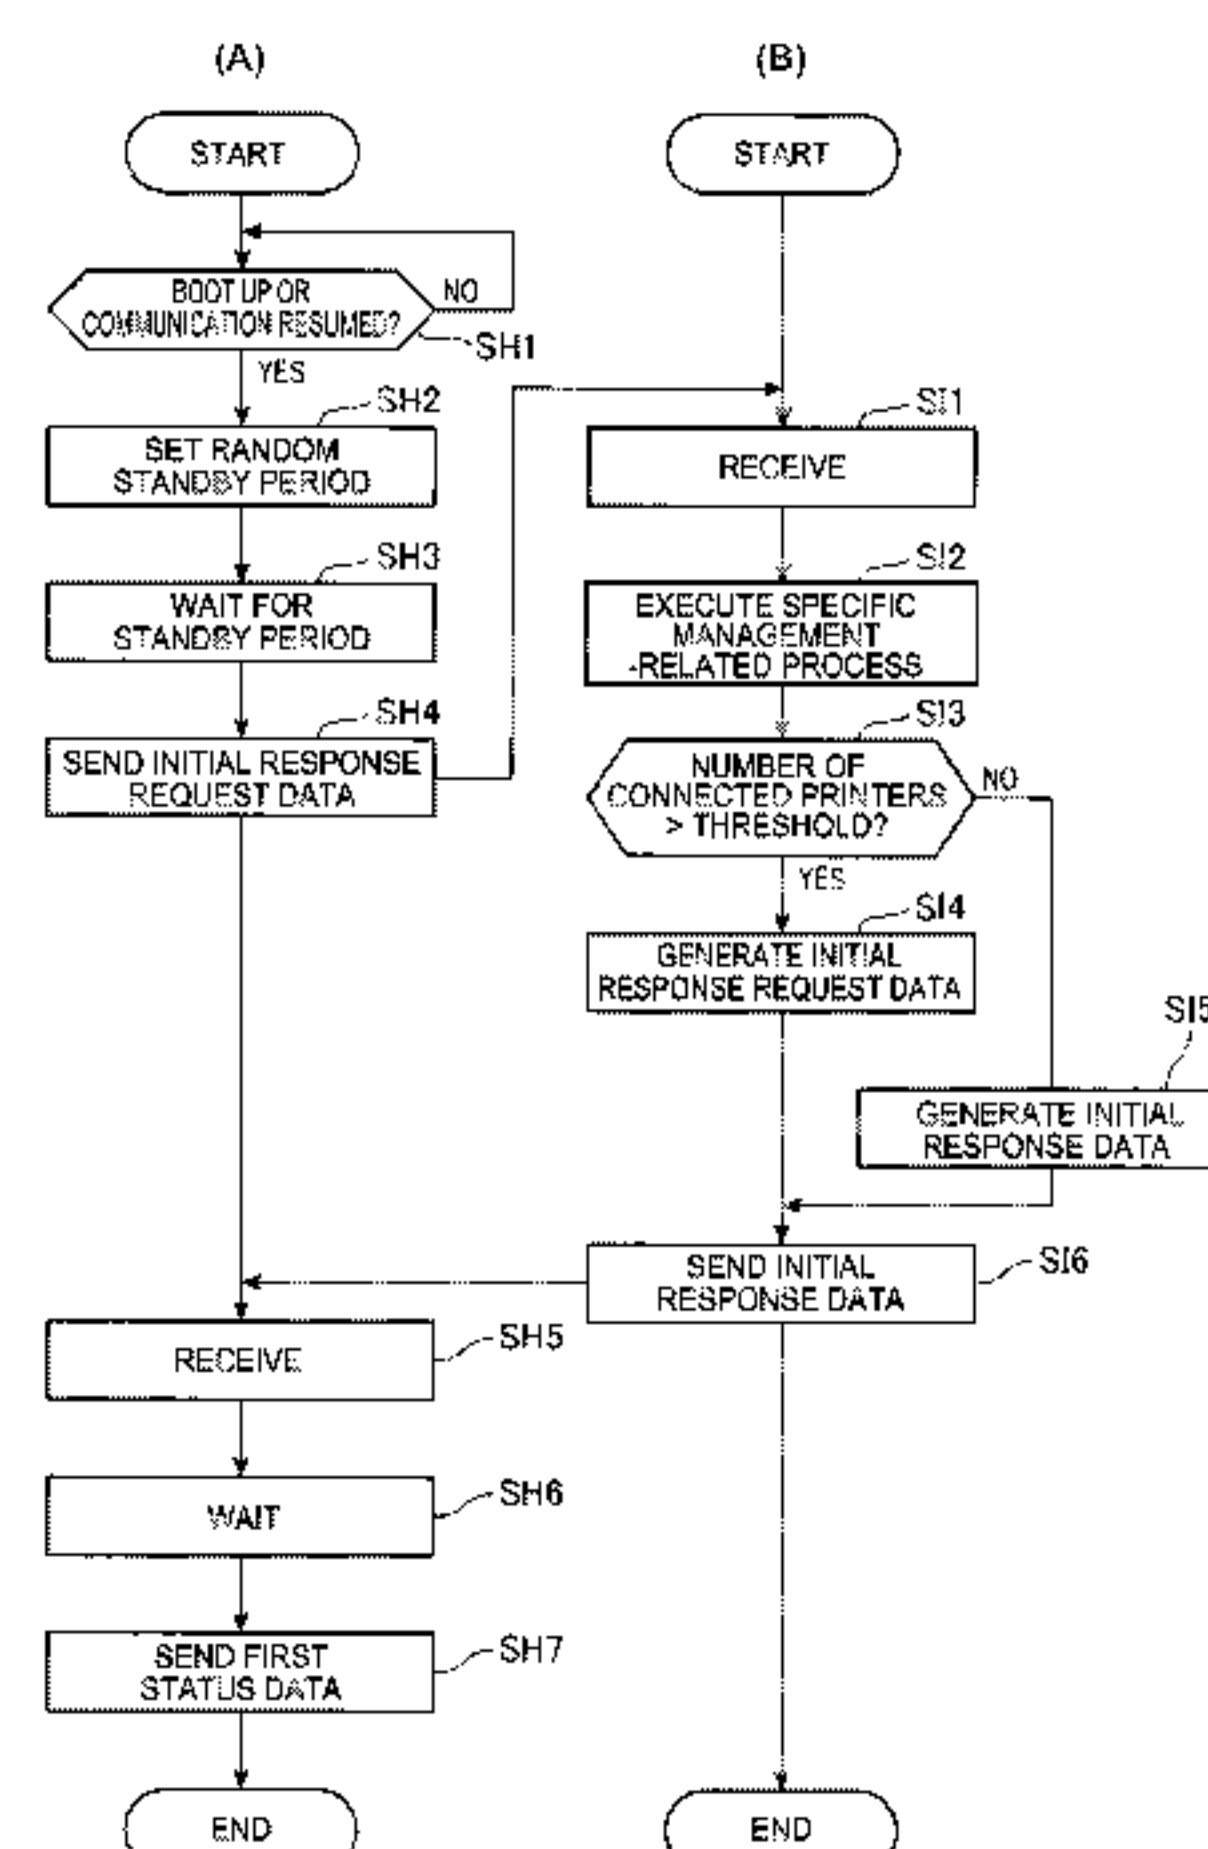 (A)
START
BOOT UP OR
COMMUNICATION RESUMED?
NO
SH1
YES
SH2
SET RANDOM
STANDBY PERIOD
SH3
WAIT FOR
STANDBY PERIOD
SH4
SEND INITIAL RESPONSE
REQUEST DATA
SH5
RECEIVE
SH6
WAIT
SH7
SEND FIRST
STATUS DATA
END
(B)
START
SI1
RECEIVE
SI2
EXECUTE SPECIFIC
MANAGEMENT
-RELATED PROCESS
SI3
NUMBER OF
CONNECTED PRINTERS
> THRESHOLD?
NO
YES
SI4
GENERATE INITIAL
RESPONSE REQUEST DATA
SI5
GENERATE INITIAL
RESPONSE DATA
SEND INITIAL
RESPONSE DATA
SI6
END